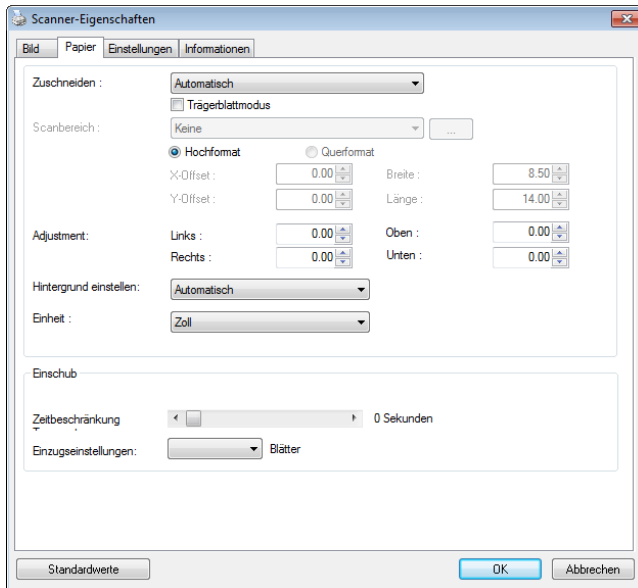 Scanner-Eigenschaften
Bild Papier Einstellungen Informationen
Zuschneiden : Automatisch
Trägerblattmodus
Scanbereich : Keine ...
Hochformat Querformat
X-Offset : 0.00 Breite : 8.50
Y-Offset : 0.00 Länge : 14.00
Adjustment: Links : 0.00 Oben : 0.00
Rechts : 0.00 Unten : 0.00
Hintergrund einstellen: Automatisch
Einheit : Zoll
Einschub
Zeitbeschränkung 0 Sekunden
Einzugseinstellungen: Blätter
Standardwerte OK Abbrechen